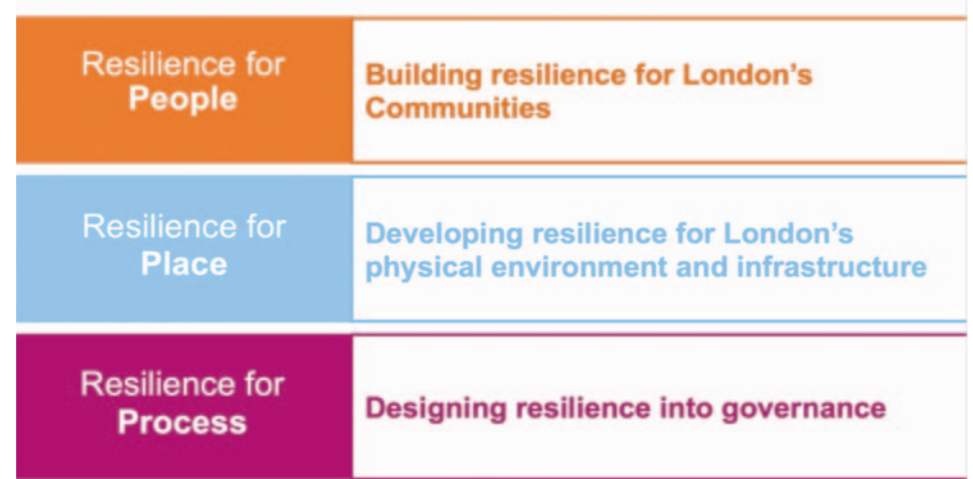 Resilience for
People
Building resilience for London's
Communities
Resilience for
Place
Developing resilience for London's
physical environment and infrastructure
Resilience for
Process
Designing resilience into governance